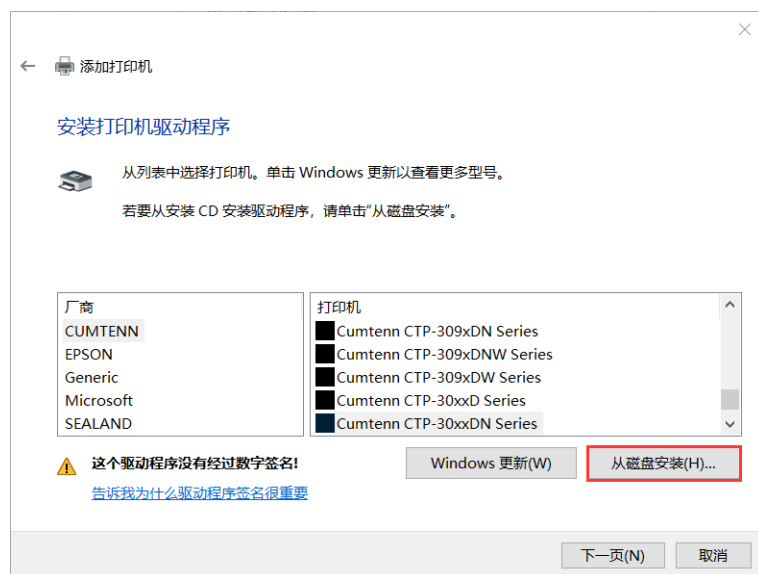 添加打印机
安装打印机驱动程序
从列表中选择打印机。单击 Windows 更新以查看更多型号。
若要从安装 CD 安装驱动程序，请单击“从磁盘安装”。
厂商
CUMTENN
EPSON
Generic
Microsoft
SEALAND
打印机
Cumtenn CTP-309xDN Series
Cumtenn CTP-309xDNW Series
Cumtenn CTP-309xDW Series
Cumtenn CTP-30xxD Series
Cumtenn CTP-30xxDN Series
这个驱动程序没有经过数字签名!
告诉我为什么驱动程序签名很重要
Windows 更新(W)
从磁盘安装(H)...
下一页(N)
取消